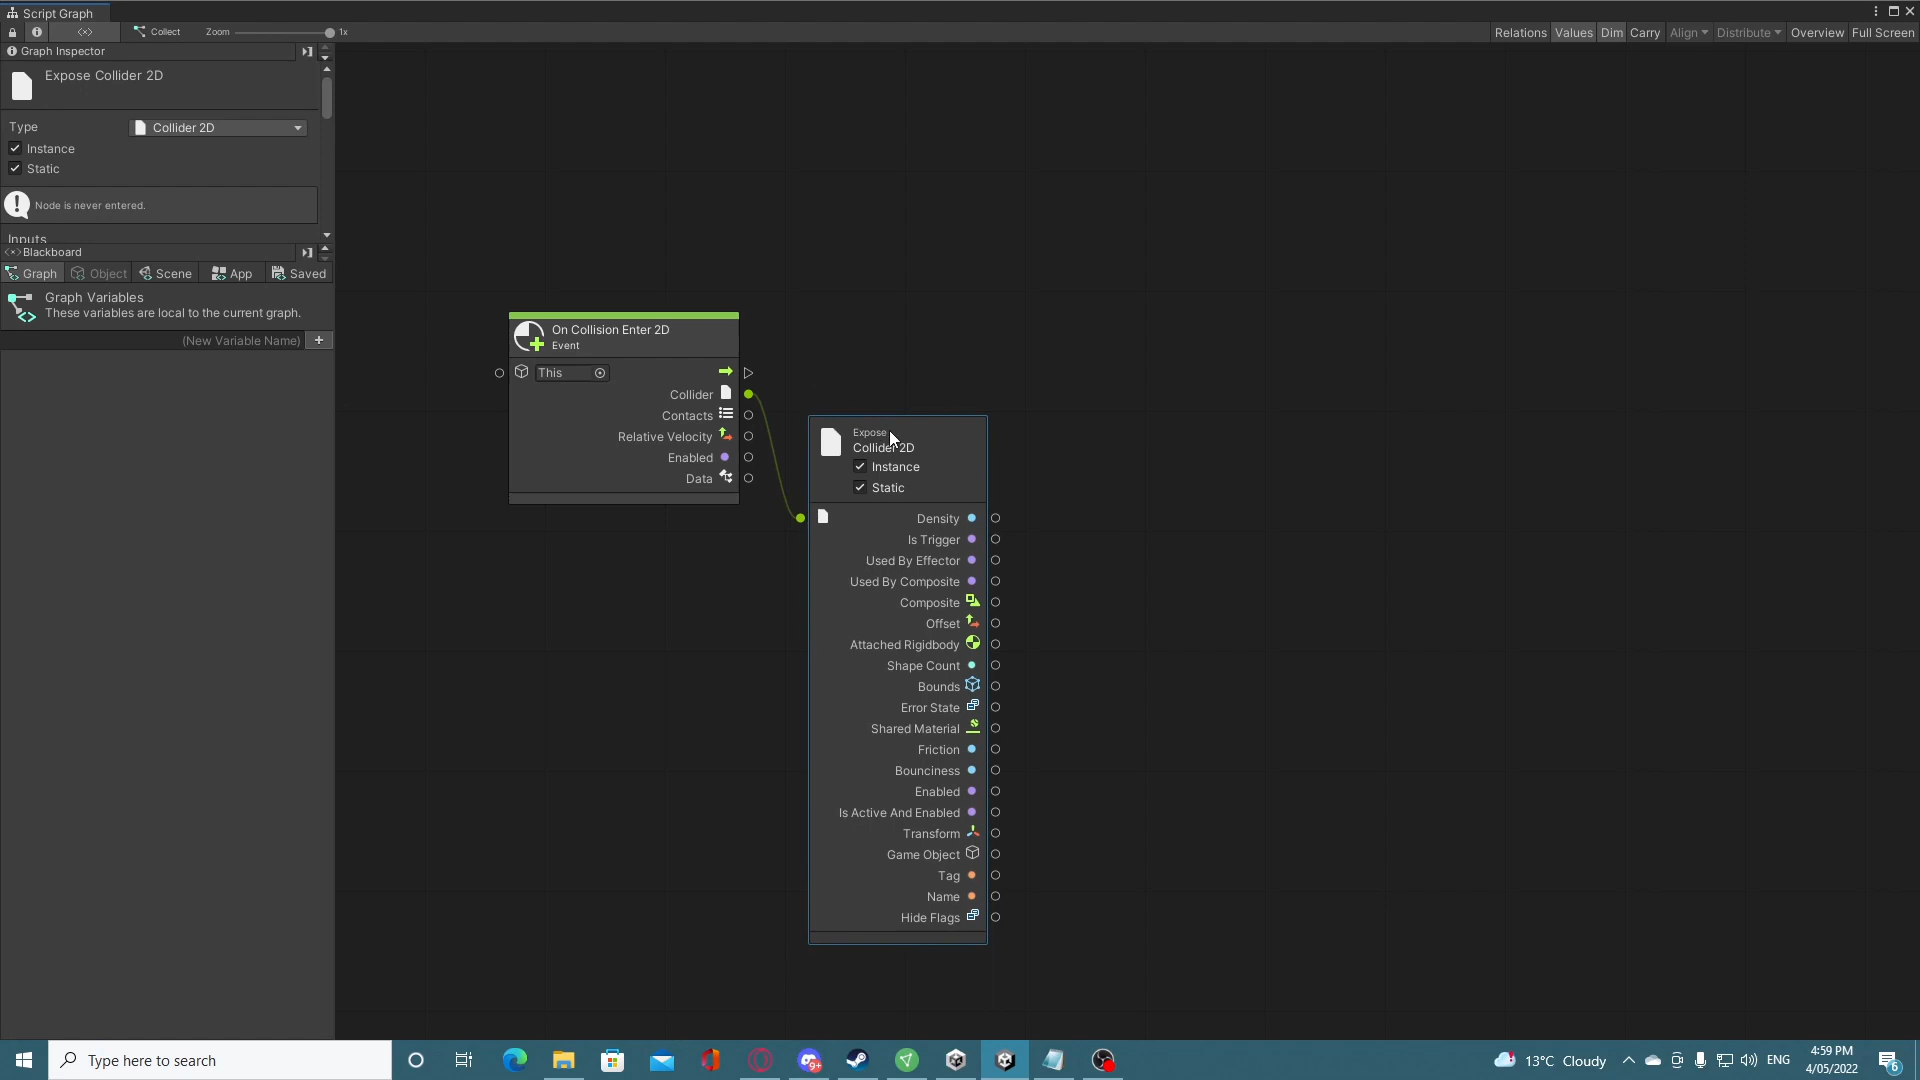 Script Graph
Collect
Zoom
1x
Relations
Values
Dim
Carry
Align
Distribute
Overview
Full Screen
Graph Inspector
Expose Collider 2D
Type
Collider 2D
Instance
Static
Node is never entered.
Inputs
Blackboard
Graph
Object
Scene
App
Saved
Graph Variables
These variables are local to the current graph.
(New Variable Name)
+
On Collision Enter 2D
Event
This
Collider
Contacts
Relative Velocity
Enabled
Data
Expose
Collider 2D
Instance
Static
Density
Is Trigger
Used By Effector
Used By Composite
Composite
Offset
Attached Rigidbody
Shape Count
Bounds
Error State
Shared Material
Friction
Bounciness
Enabled
Is Active And Enabled
Transform
Game Object
Tag
Name
Hide Flags
Type here to search
9+
13°C Cloudy
ENG
4:59 PM
4/05/2022
6